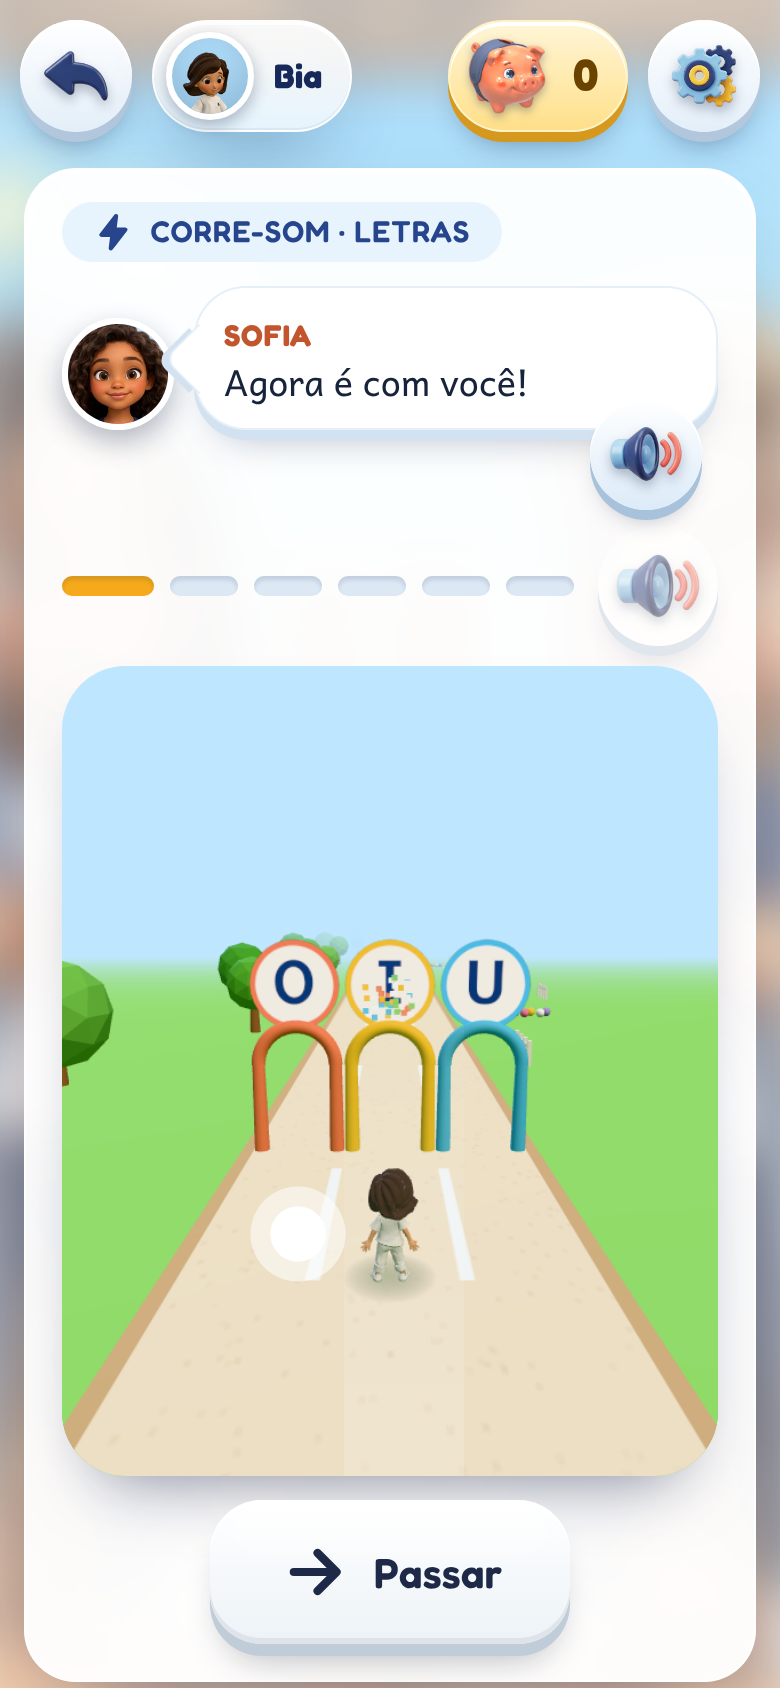 Bia
0
CORRE-SOM · LETRAS
SOFIA
Agora é com você!
O I U
Passar